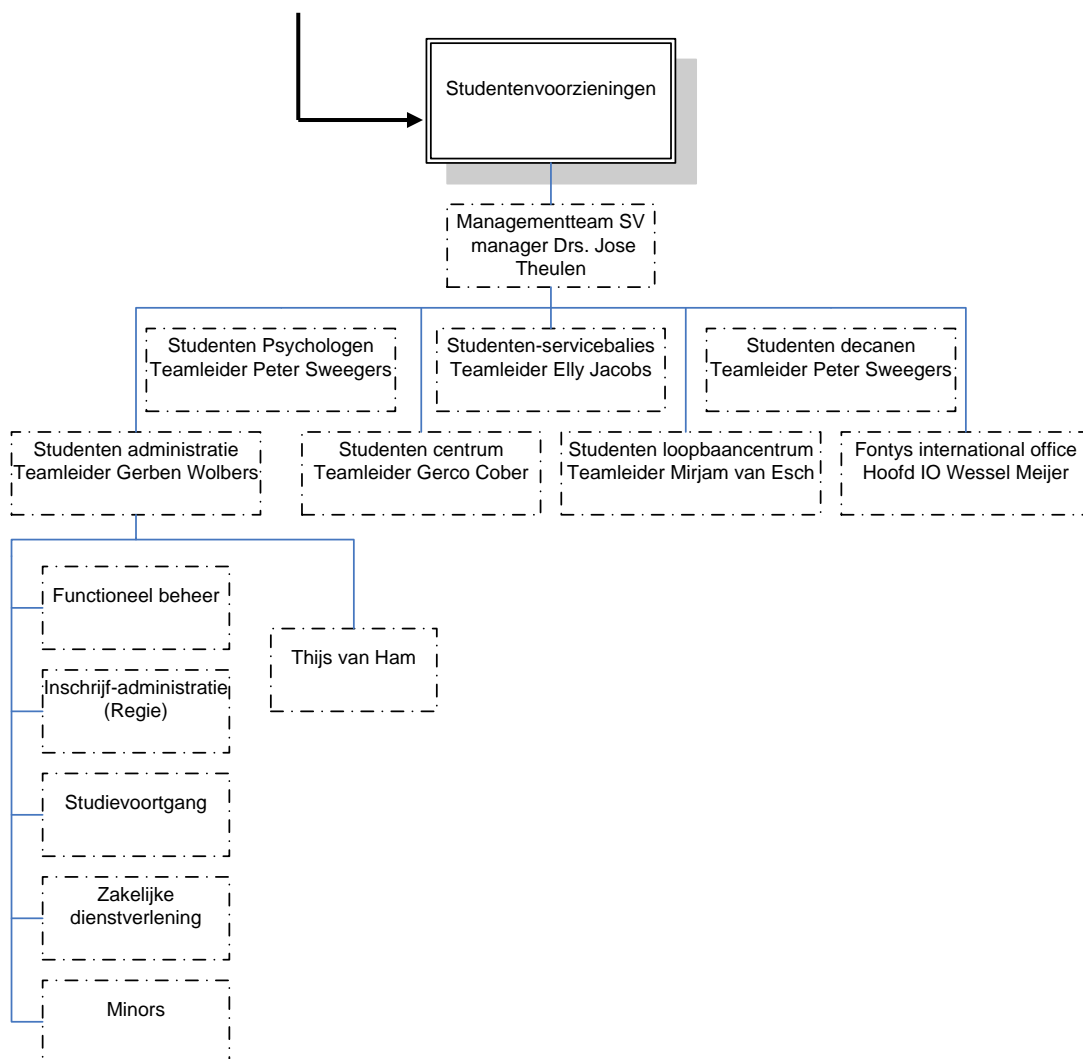 Studentenvoorzieningen
Managementteam SV
manager Drs. Jose
Theulen
Studenten Psychologen
Teamleider Peter Sweegers
Studenten-servicebalies
Teamleider Elly Jacobs
Studenten decanen
Teamleider Peter Sweegers
Studenten administratie
Teamleider Gerben Wolbers
Studenten centrum
Teamleider Gerco Cober
Studenten loopbaancentrum
Teamleider Mirjam van Esch
Fontys international office
Hoofd IO Wessel Meijer
Functioneel beheer
Thijs van Ham
Inschrijf-administratie
(Regie)
Studievoortgang
Zakelijke
dienstverlening
Minors